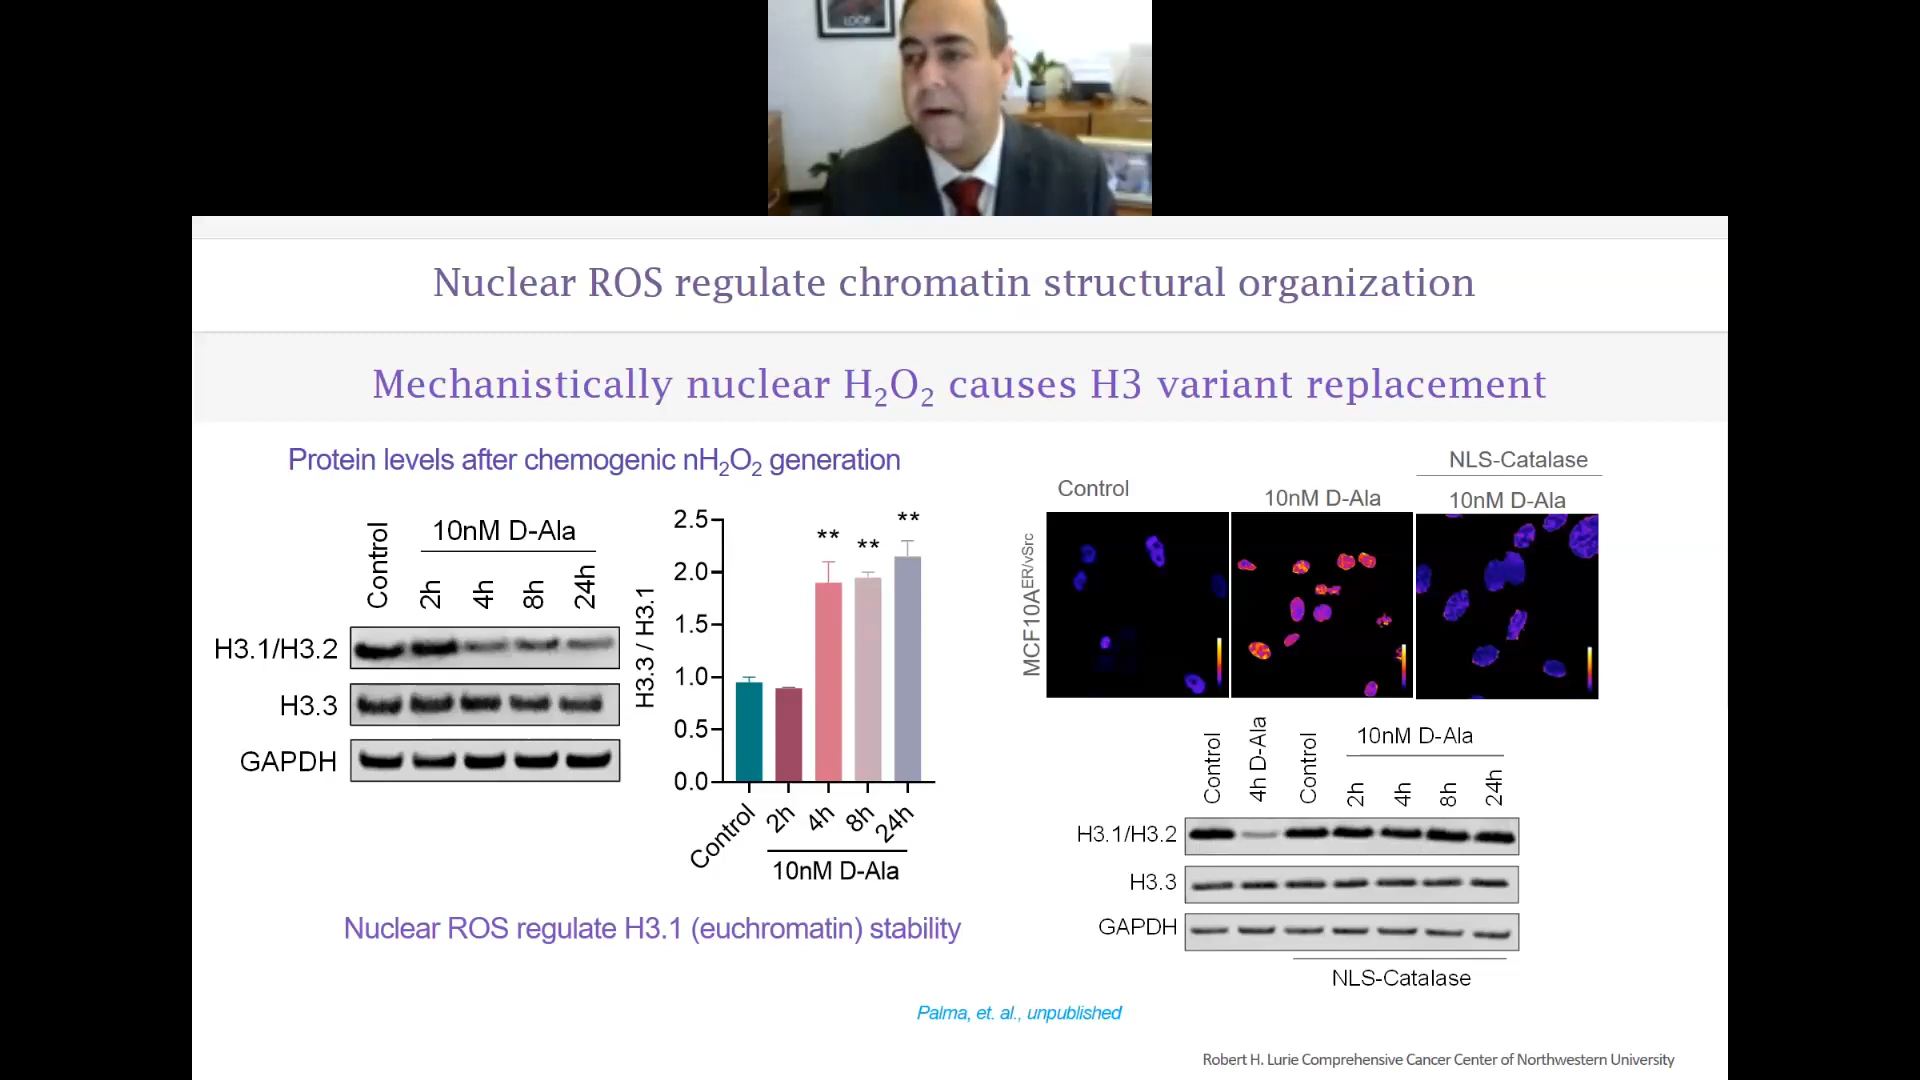 LOOP
Nuclear ROS regulate chromatin structural organization
Mechanistically nuclear H₂O₂ causes H3 variant replacement
Protein levels after chemogenic nH₂O₂ generation
Control
10nM D-Ala
2h
4h
8h
24h
H3.1/H3.2
H3.3
GAPDH
H3.3 / H3.1
2.5
2.0
1.5
1.0
0.5
0.0
**
**
**
Control
2h
4h
8h
24h
10nM D-Ala
Nuclear ROS regulate H3.1 (euchromatin) stability
NLS-Catalase
Control
10nM D-Ala
10nM D-Ala
MCF10A^ER/vSrc
Control
4h D-Ala
Control
10nM D-Ala
2h
4h
8h
24h
H3.1/H3.2
H3.3
GAPDH
NLS-Catalase
Palma, et. al., unpublished
Robert H. Lurie Comprehensive Cancer Center of Northwestern University